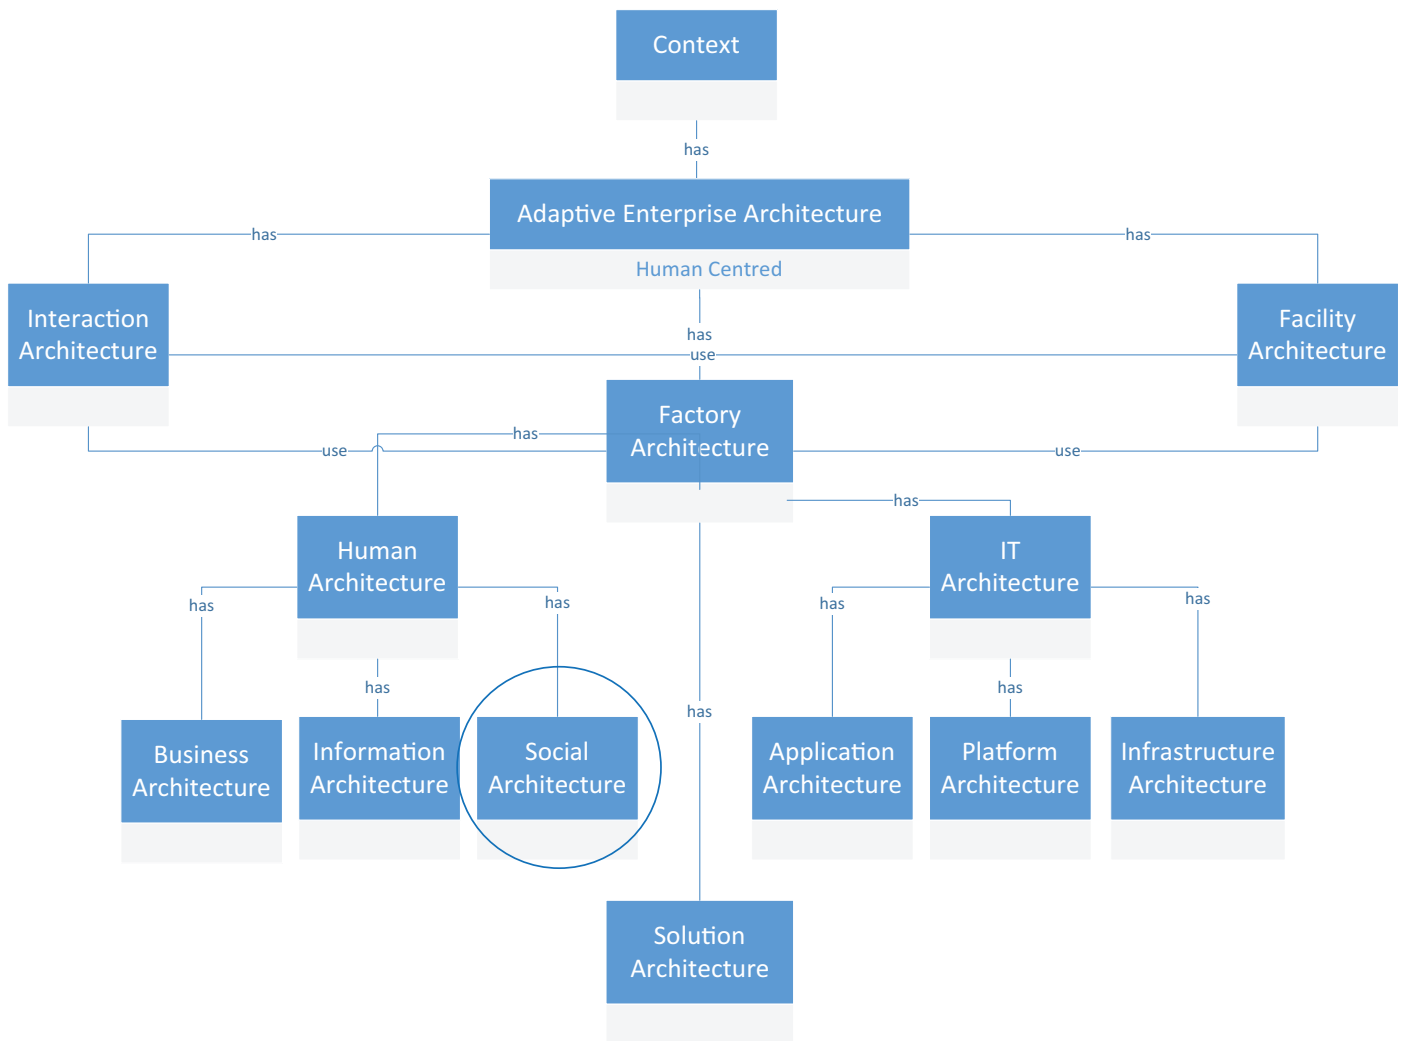 Context
has
Adaptive Enterprise Architecture
Human Centred
has
has
Interaction
Architecture
Facility
Architecture
has
use
Factory
Architecture
has
use
use
has
Human
Architecture
IT
Architecture
has
has
has
has
has
has
has
Business
Architecture
Information
Architecture
Social
Architecture
Application
Architecture
Platform
Architecture
Infrastructure
Architecture
Solution
Architecture